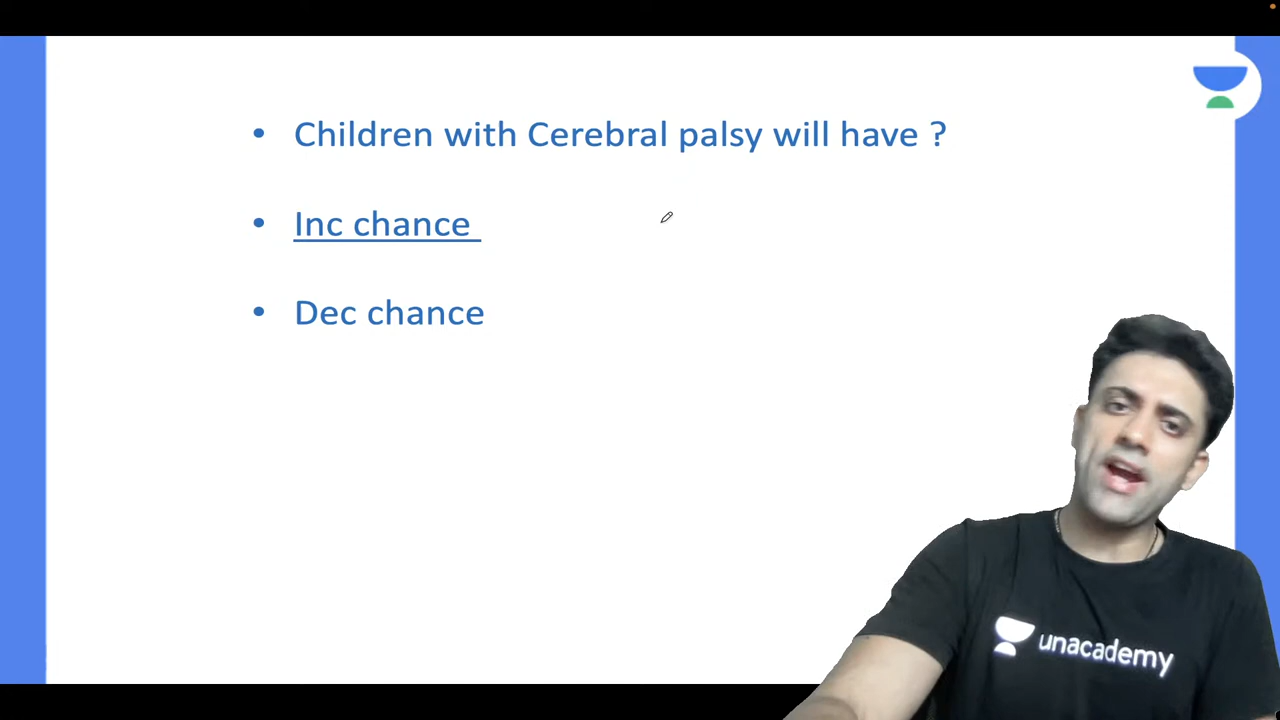 • Children with Cerebral palsy will have ?
• Inc chance
• Dec chance
unacademy